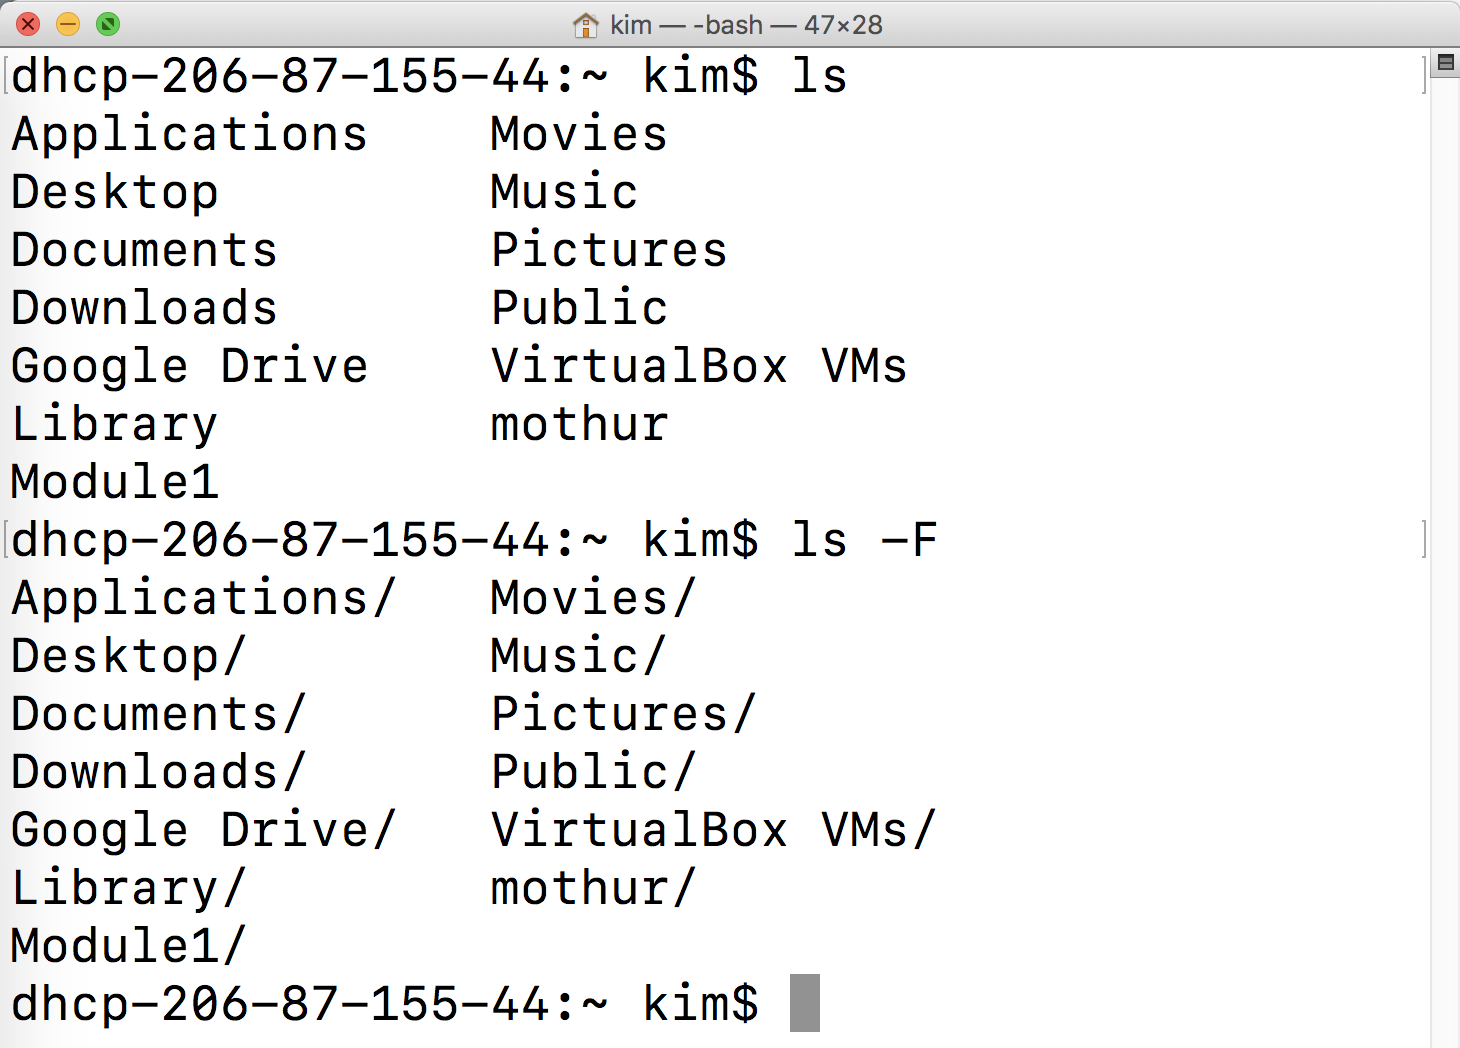 kim — -bash — 47×28
dhcp-206-87-155-44:~ kim$ ls
Applications    Movies
Desktop         Music
Documents       Pictures
Downloads       Public
Google Drive    VirtualBox VMs
Library         mothur
Module1
dhcp-206-87-155-44:~ kim$ ls -F
Applications/   Movies/
Desktop/        Music/
Documents/      Pictures/
Downloads/      Public/
Google Drive/   VirtualBox VMs/
Library/        mothur/
Module1/
dhcp-206-87-155-44:~ kim$